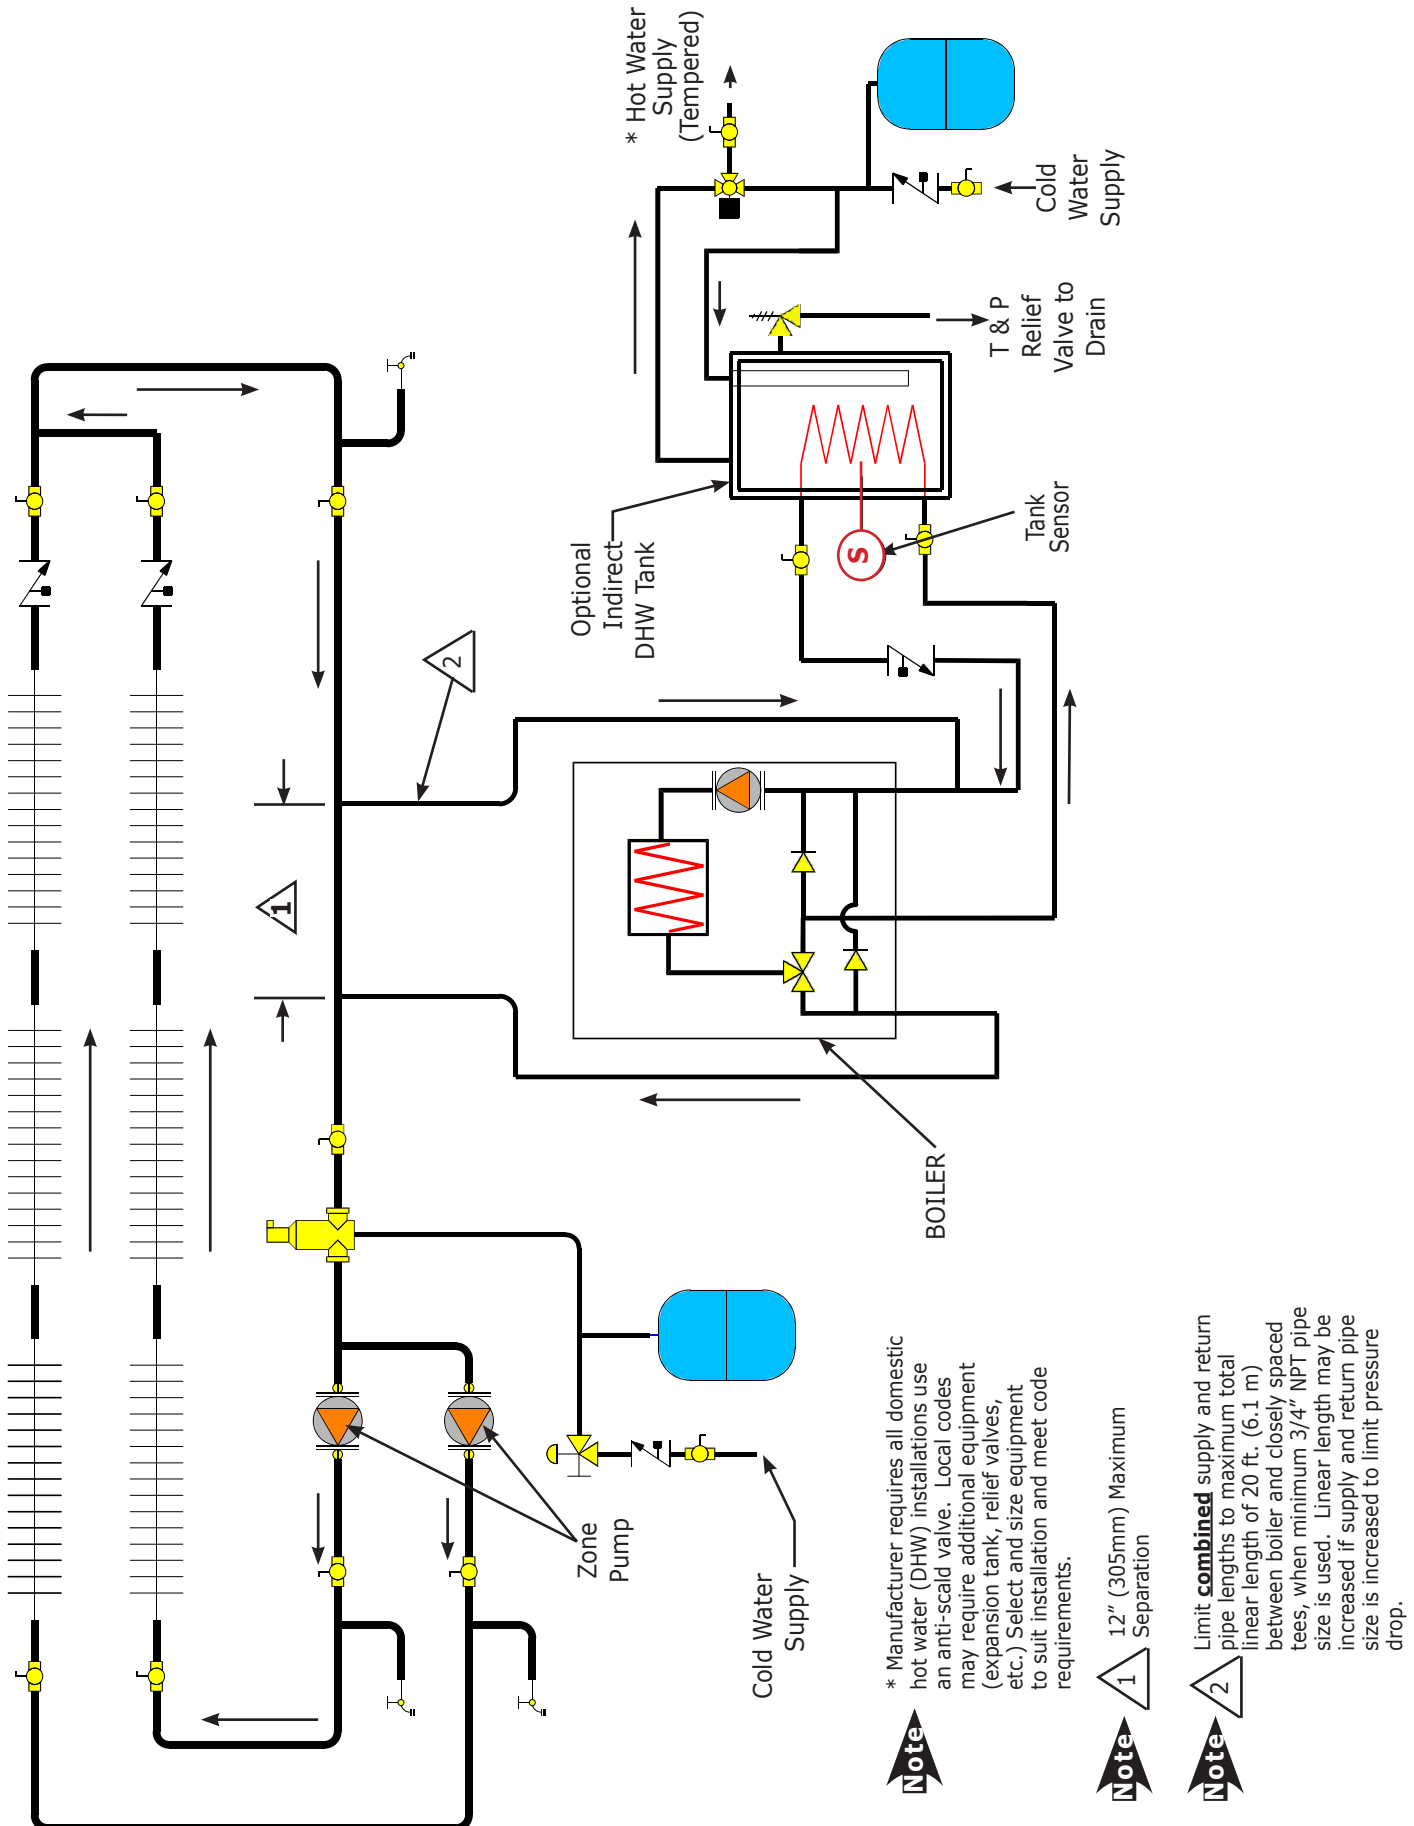 * Hot Water
Supply
(Tempered)
Cold
Water
Supply
T & P
Relief
Valve to
Drain
Optional
Indirect
DHW Tank
S
Tank
Sensor
2
1
BOILER
Zone
Pump
Cold Water
Supply
Note
* Manufacturer requires all domestic
hot water (DHW) installations use
an anti-scald valve. Local codes
may require additional equipment
(expansion tank, relief valves,
etc.) Select and size equipment
to suit installation and meet code
requirements.
Note
1
12" (305mm) Maximum
Separation
Note
2
Limit combined supply and return
pipe lengths to maximum total
linear length of 20 ft. (6.1 m)
between boiler and closely spaced
tees, when minimum 3/4" NPT pipe
size is used. Linear length may be
increased if supply and return pipe
size is increased to limit pressure
drop.